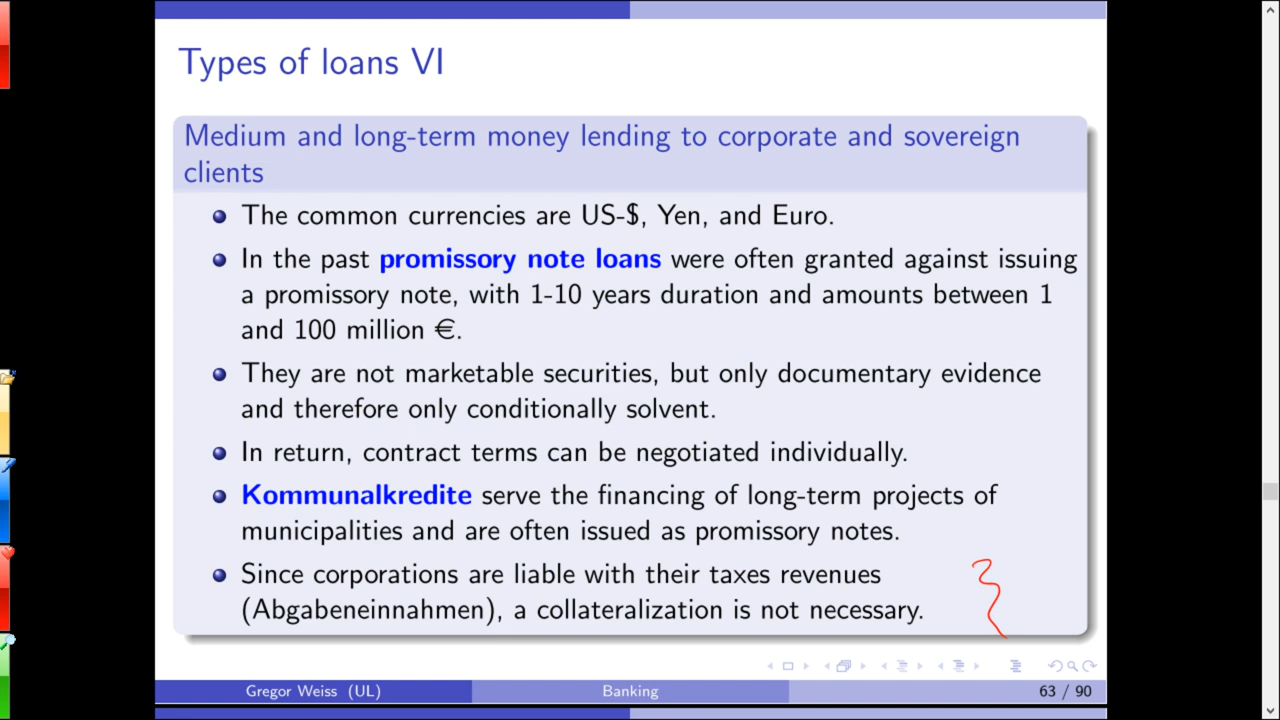 Types of loans VI
Medium and long-term money lending to corporate and sovereign
clients
The common currencies are US-$, Yen, and Euro.
In the past promissory note loans were often granted against issuing
a promissory note, with 1-10 years duration and amounts between 1
and 100 million €.
They are not marketable securities, but only documentary evidence
and therefore only conditionally solvent.
In return, contract terms can be negotiated individually.
Kommunalkredite serve the financing of long-term projects of
municipalities and are often issued as promissory notes.
Since corporations are liable with their taxes revenues
(Abgabeneinnahmen), a collateralization is not necessary.
Gregor Weiss (UL) Banking 63 / 90